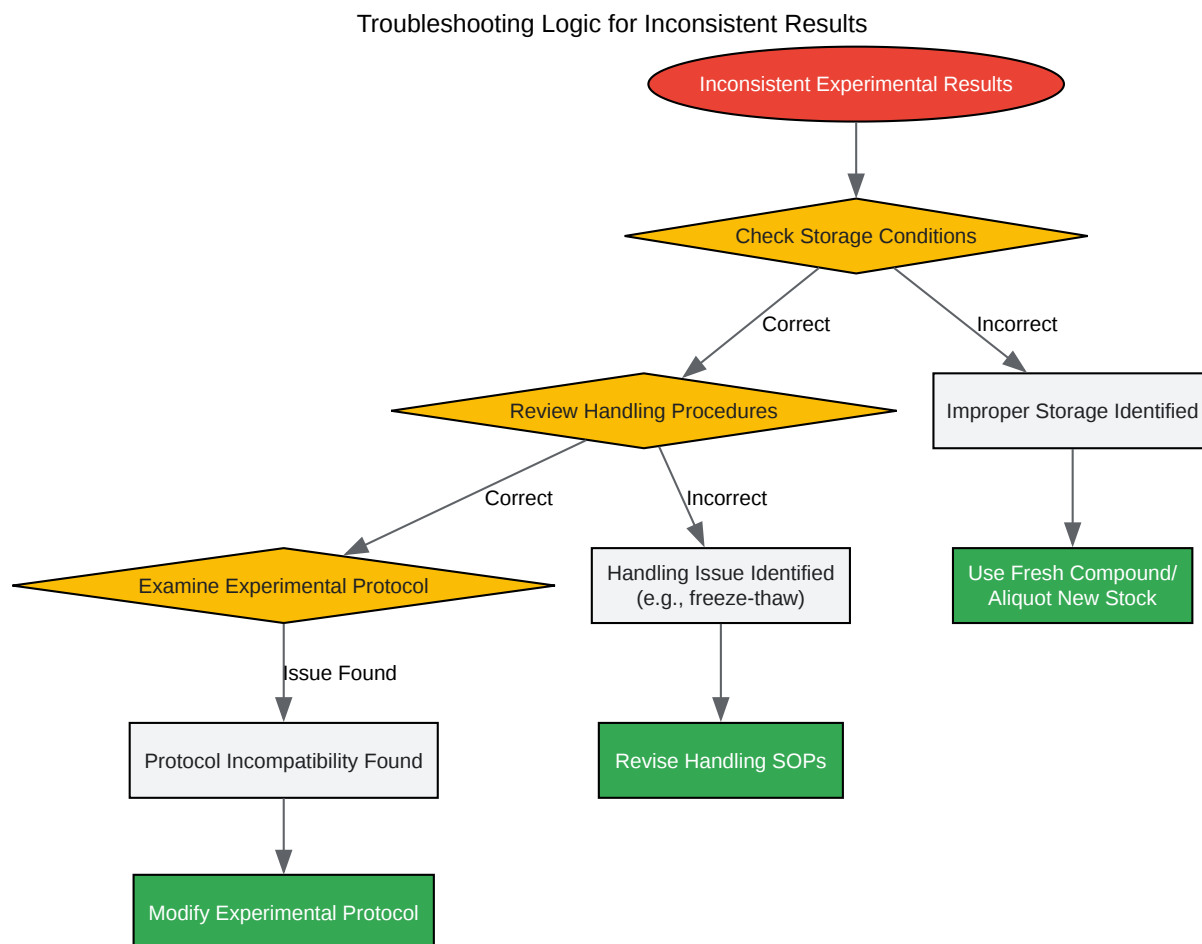 Troubleshooting Logic for Inconsistent Results
Inconsistent Experimental Results
Check Storage Conditions
Correct
Incorrect
Review Handling Procedures
Improper Storage Identified
Correct
Incorrect
Examine Experimental Protocol
Handling Issue Identified
(e.g., freeze-thaw)
Use Fresh Compound/
Aliquot New Stock
Issue Found
Protocol Incompatibility Found
Revise Handling SOPs
Modify Experimental Protocol